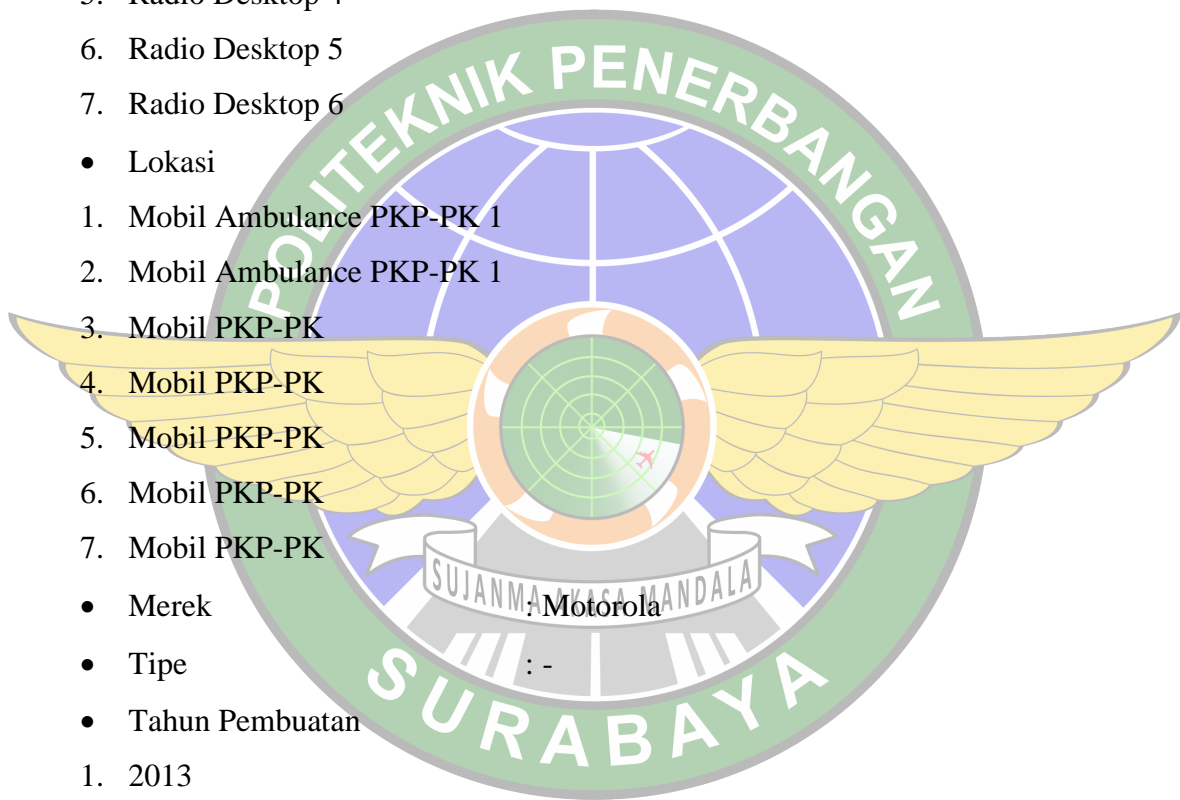 5. Radio Desktop 4
6. Radio Desktop 5
7. Radio Desktop 6
• Lokasi
1. Mobil Ambulance PKP-PK 1
2. Mobil Ambulance PKP-PK 1
3. Mobil PKP-PK
4. Mobil PKP-PK
5. Mobil PKP-PK
6. Mobil PKP-PK
7. Mobil PKP-PK
• Merek : Motorola
• Tipe : -
• Tahun Pembuatan
1. 2013
POLITEKNIK PENERBANGAN
SUJANMA AKASA MANDALA
SURABAYA